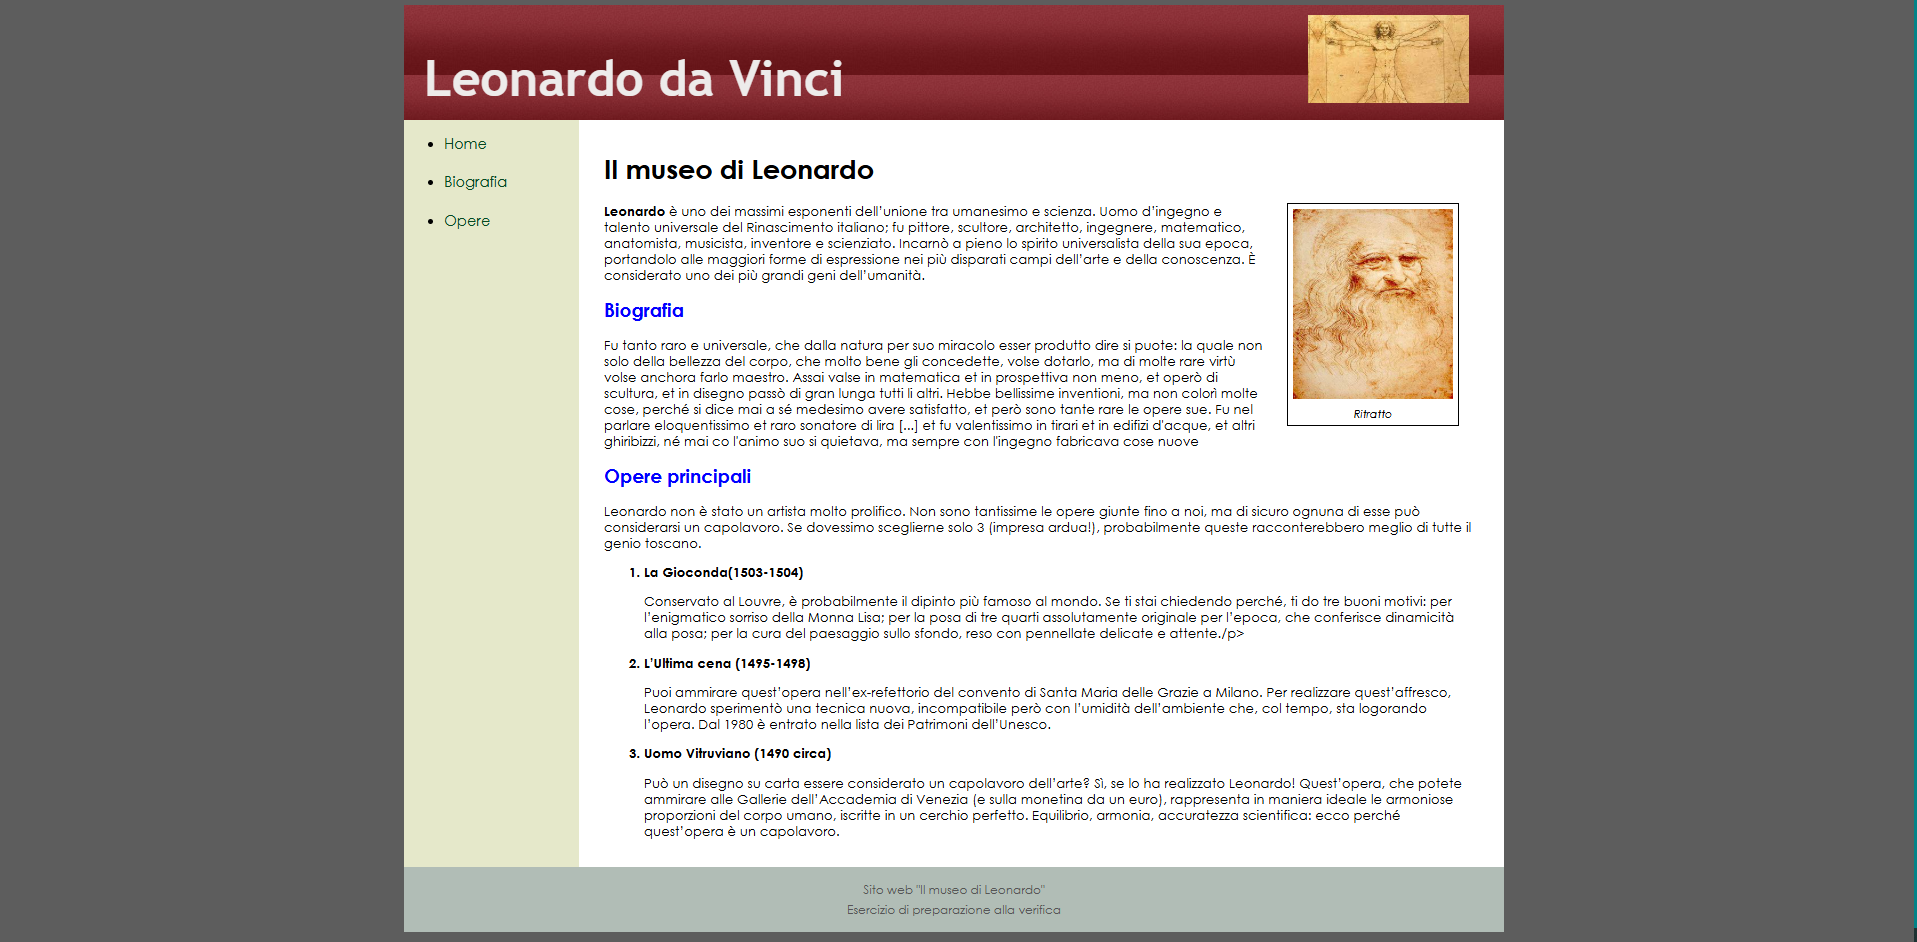 Leonardo da Vinci
Home
Biografia
Opere
Il museo di Leonardo
Leonardo è uno dei massimi esponenti dell’unione tra umanesimo e scienza. Uomo d’ingegno e
talento universale del Rinascimento italiano; fu pittore, scultore, architetto, ingegnere, matematico,
anatomista, musicista, inventore e scienziato. Incarnò a pieno lo spirito universalista della sua epoca,
portandolo alle maggiori forme di espressione nei più disparati campi dell’arte e della conoscenza. È
considerato uno dei più grandi geni dell’umanità.
Ritratto
Biografia
Fu tanto raro e universale, che dalla natura per suo miracolo esser produtto dire si puote: la quale non
solo della bellezza del corpo, che molto bene gli concedette, volse dotarlo, ma di molte rare virtù
volse anchora farlo maestro. Assai valse in matematica et in prospettiva non meno, et operò di
scultura, et in disegno passò di gran lunga tutti li altri. Hebbe bellissime inventioni, ma non colorì molte
cose, perché si dice mai a sé medesimo avere satisfatto, et però sono tante rare le opere sue. Fu nel
parlare eloquentissimo et raro sonatore di lira [...] et fu valentissimo in tirari et in edifizi d'acque, et altri
ghiribizzi, né mai co l'animo suo si quietava, ma sempre con l'ingegno fabricava cose nuove
Opere principali
Leonardo non è stato un artista molto prolifico. Non sono tantissime le opere giunte fino a noi, ma di sicuro ognuna di esse può
considerarsi un capolavoro. Se dovessimo sceglierne solo 3 (impresa ardua!), probabilmente queste racconterebbero meglio di tutte il
genio toscano.
1. La Gioconda(1503-1504)
Conservato al Louvre, è probabilmente il dipinto più famoso al mondo. Se ti stai chiedendo perché, ti do tre buoni motivi: per
l’enigmatico sorriso della Monna Lisa; per la posa di tre quarti assolutamente originale per l’epoca, che conferisce dinamicità
alla posa; per la cura del paesaggio sullo sfondo, reso con pennellate delicate e attente./p>
2. L’Ultima cena (1495-1498)
Puoi ammirare quest’opera nell’ex-refettorio del convento di Santa Maria delle Grazie a Milano. Per realizzare quest’affresco,
Leonardo sperimentò una tecnica nuova, incompatibile però con l’umidità dell’ambiente che, col tempo, sta logorando
l’opera. Dal 1980 è entrato nella lista dei Patrimoni dell’Unesco.
3. Uomo Vitruviano (1490 circa)
Può un disegno su carta essere considerato un capolavoro dell’arte? Sì, se lo ha realizzato Leonardo! Quest’opera, che potete
ammirare alle Gallerie dell’Accademia di Venezia (e sulla monetina da un euro), rappresenta in maniera ideale le armoniose
proporzioni del corpo umano, iscritte in un cerchio perfetto. Equilibrio, armonia, accuratezza scientifica: ecco perché
quest’opera è un capolavoro.
Sito web "Il museo di Leonardo"
Esercizio di preparazione alla verifica